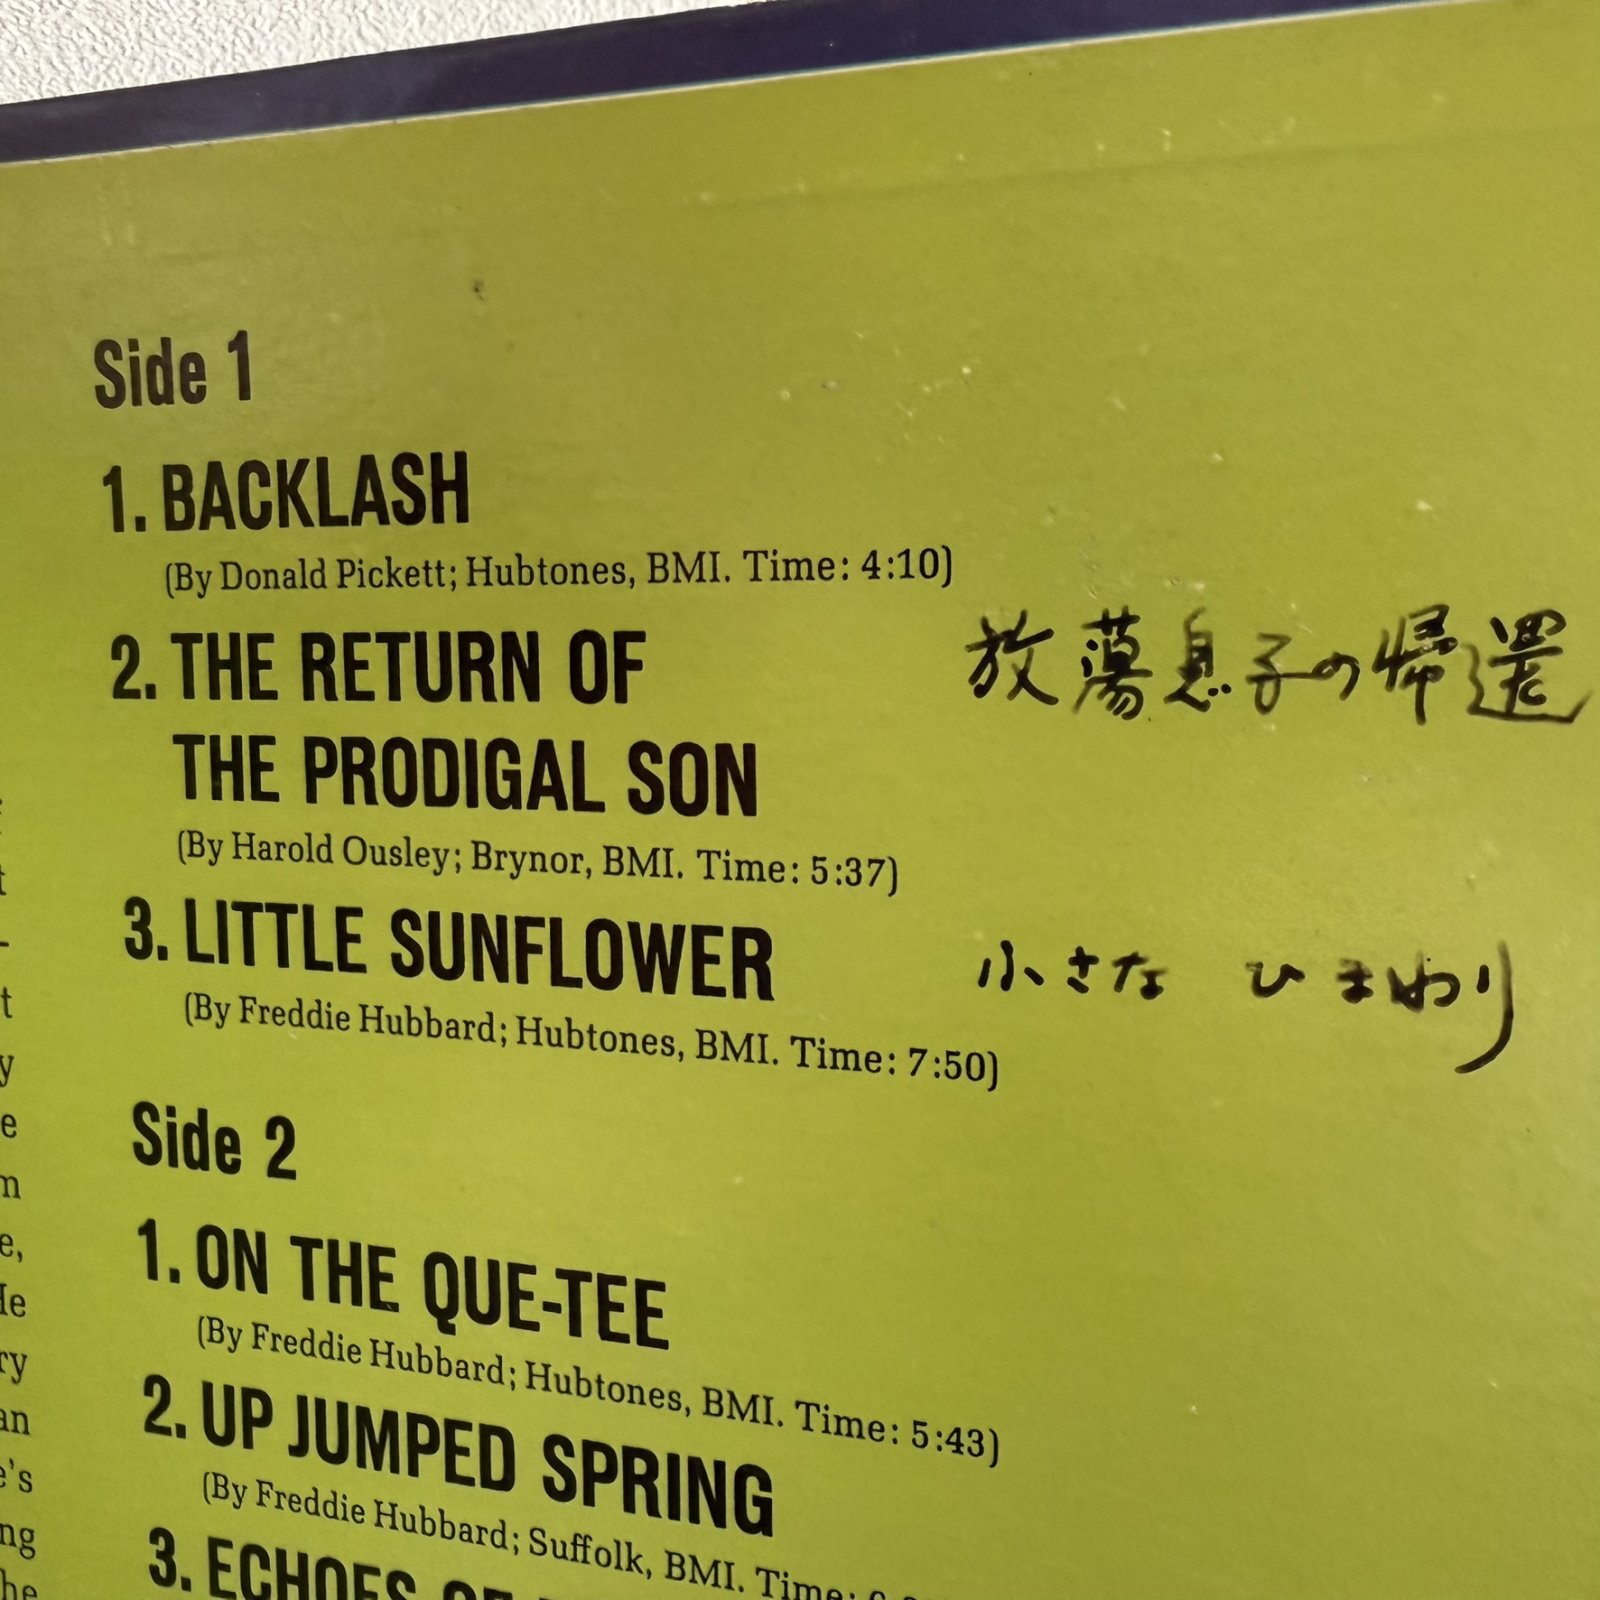 Side 1
1. BACKLASH
(By Donald Pickett; Hubtones, BMI. Time: 4:10)
2. THE RETURN OF
THE PRODIGAL SON
放蕩息子の帰還
(By Harold Ousley; Brynor, BMI. Time: 5:37)
3. LITTLE SUNFLOWER
小さな ひまわり
(By Freddie Hubbard; Hubtones, BMI. Time: 7:50)
Side 2
1. ON THE QUE-TEE
(By Freddie Hubbard; Hubtones, BMI. Time: 5:43)
2. UP JUMPED SPRING
(By Freddie Hubbard; Suffolk, BMI. Time:
3. ECHOES OF